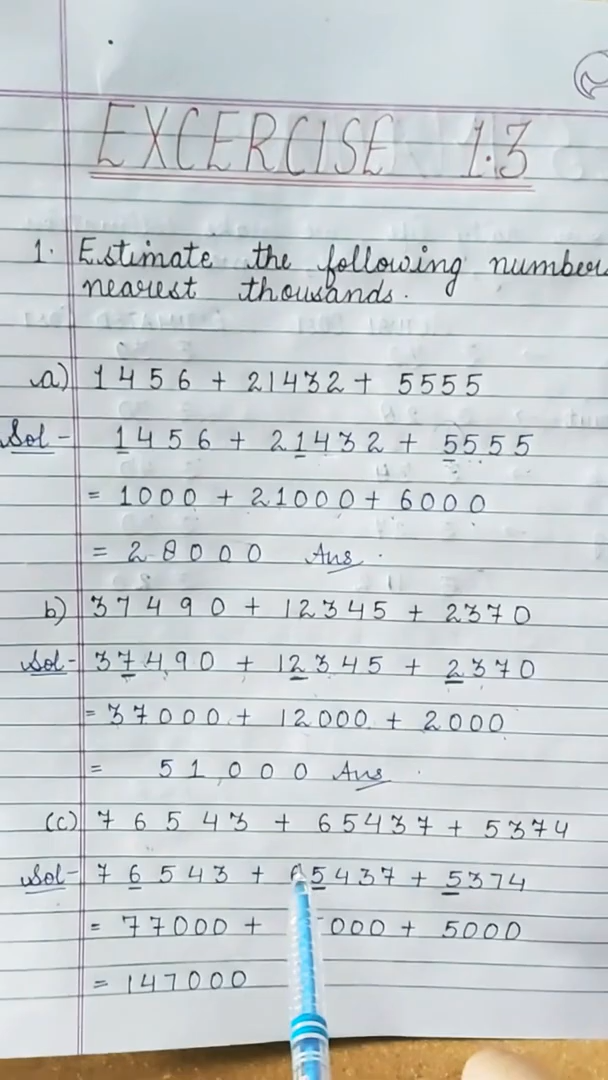 EXCERCISE 1.3
1. Estimate the following numbers
nearest thousands.
a) 1456 + 21432 + 5555
Sol - 1456 + 21432 + 5555
= 1000 + 21000 + 6000
= 28000 Ans.
b) 37490 + 12345 + 2370
Sol - 37490 + 12345 + 2370
= 37000 + 12000 + 2000
= 51,000 Ans.
(c) 76543 + 65437 + 5374
Sol - 76543 + 65437 + 5374
= 77000 + 000 + 5000
= 147000